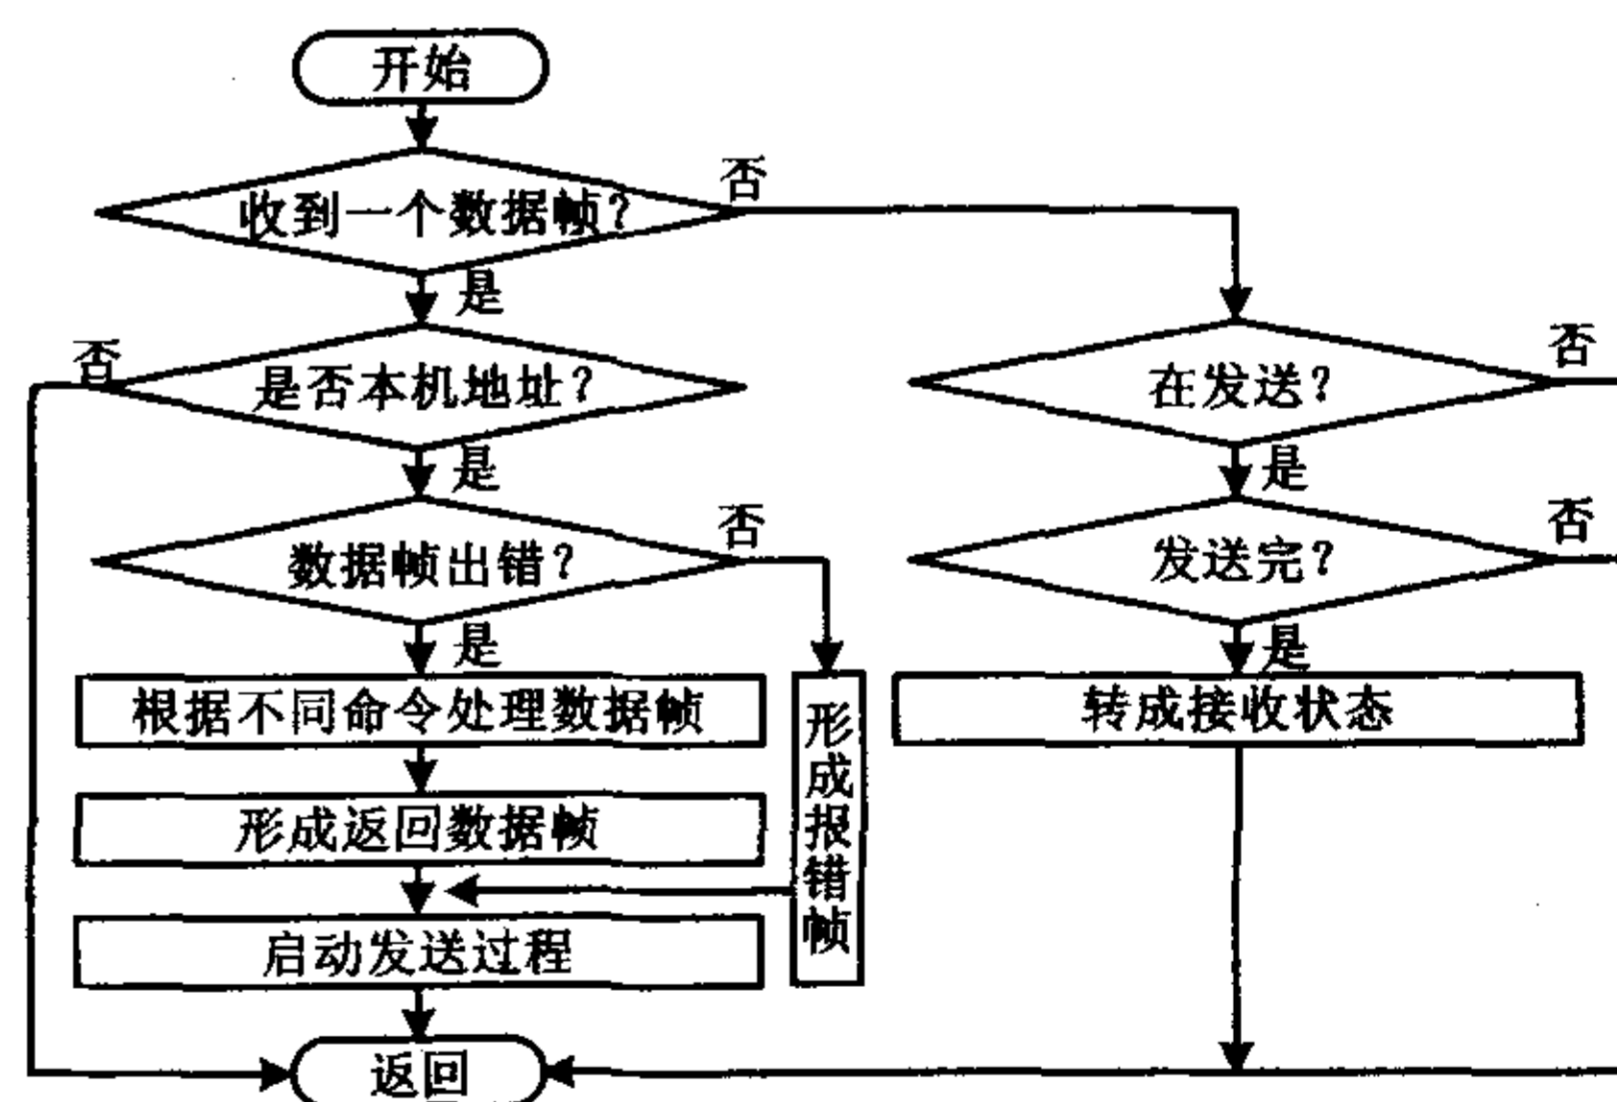 开始
收到一个数据帧?
否
是
否
是否本机地址?
在发送?
否
是
是
数据帧出错?
否
发送完?
否
是
是
根据不同命令处理数据帧
形成报错帧
转成接收状态
形成返回数据帧
启动发送过程
返回